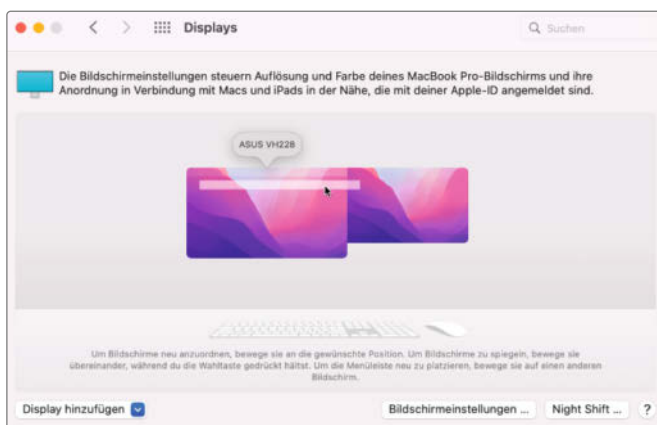 Displays
Suchen
Die Bildschirmeinstellungen steuern Auflösung und Farbe deines MacBook Pro-Bildschirms und ihre
Anordnung in Verbindung mit Macs und iPads in der Nähe, die mit deiner Apple-ID angemeldet sind.
ASUS VH228
Um Bildschirme neu anzuordnen, bewege sie an die gewünschte Position. Um Bildschirme zu spiegeln, bewege sie
übereinander, während du die Wahltaste gedrückt hältst. Um die Menüleiste neu zu platzieren, bewege sie auf einen anderen
Bildschirm.
Display hinzufügen
Bildschirmeinstellungen ...
Night Shift ...
?